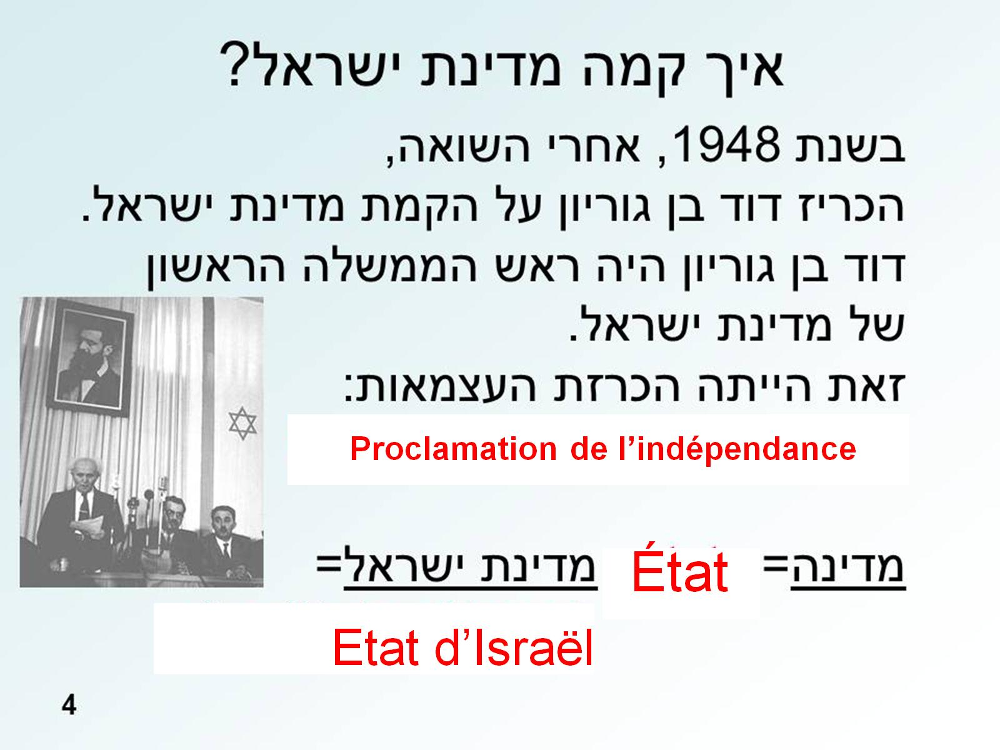 איך קמה מדינת ישראל?
בשנת 1948, אחרי השואה,
הכריז דוד בן גוריון על הקמת מדינת ישראל.
דוד בן גוריון היה ראש הממשלה הראשון
של מדינת ישראל.
זאת הייתה הכרזת העצמאות:
Proclamation de l’indépendance
מדינה= État מדינת ישראל=
Etat d’Israël
4